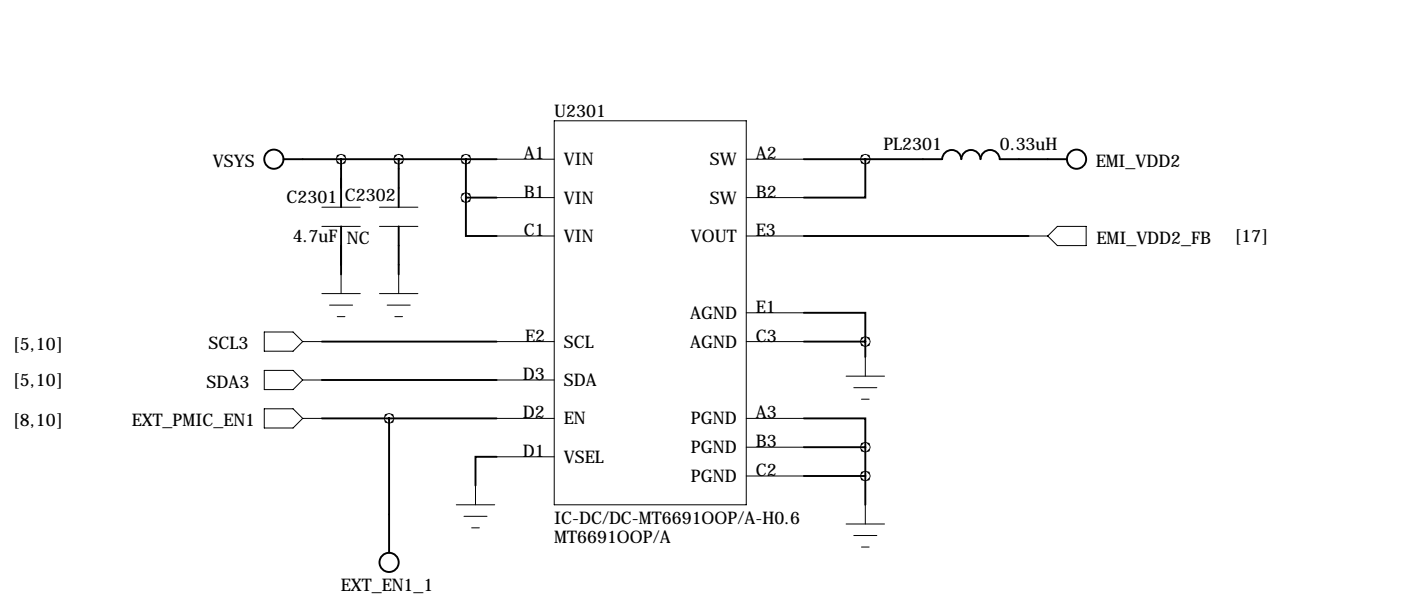 U2301
VSYS
A1 VIN
SW A2
PL2301 0.33uH
EMI_VDD2
C2301 C2302
B1 VIN
SW B2
4.7uF NC
C1 VIN
VOUT E3
EMI_VDD2_FB [17]
AGND E1
[5,10] SCL3
E2 SCL
AGND C3
[5,10] SDA3
D3 SDA
[8,10] EXT_PMIC_EN1
D2 EN
PGND A3
PGND B3
D1 VSEL
PGND C2
IC-DC/DC-MT6691OOP/A-H0.6
MT6691OOP/A
EXT_EN1_1